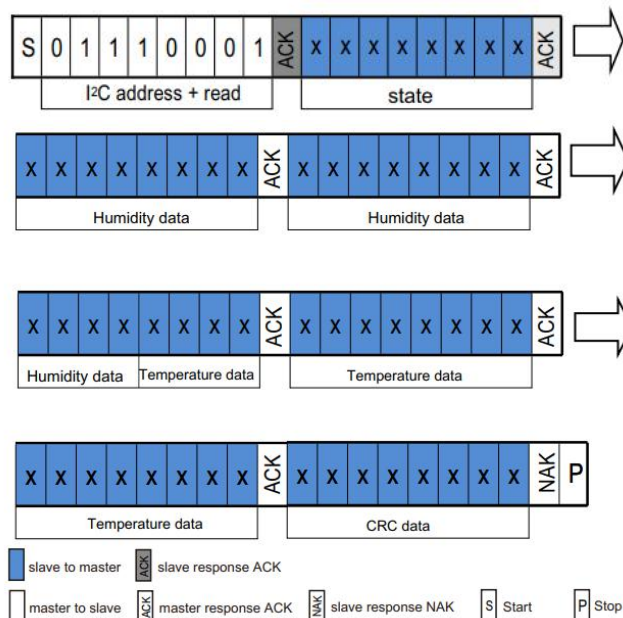 S 0 1 1 1 0 0 0 1 ACK X X X X X X X X ACK
I²C address + read state
X X X X X X X X ACK X X X X X X X X ACK
Humidity data Humidity data
X X X X X X X X ACK X X X X X X X X ACK
Humidity data Temperature data Temperature data
X X X X X X X X ACK X X X X X X X X NAK P
Temperature data CRC data
slave to master ACK slave response ACK
master to slave ACK master response ACK NAK slave response NAK S Start P Stop